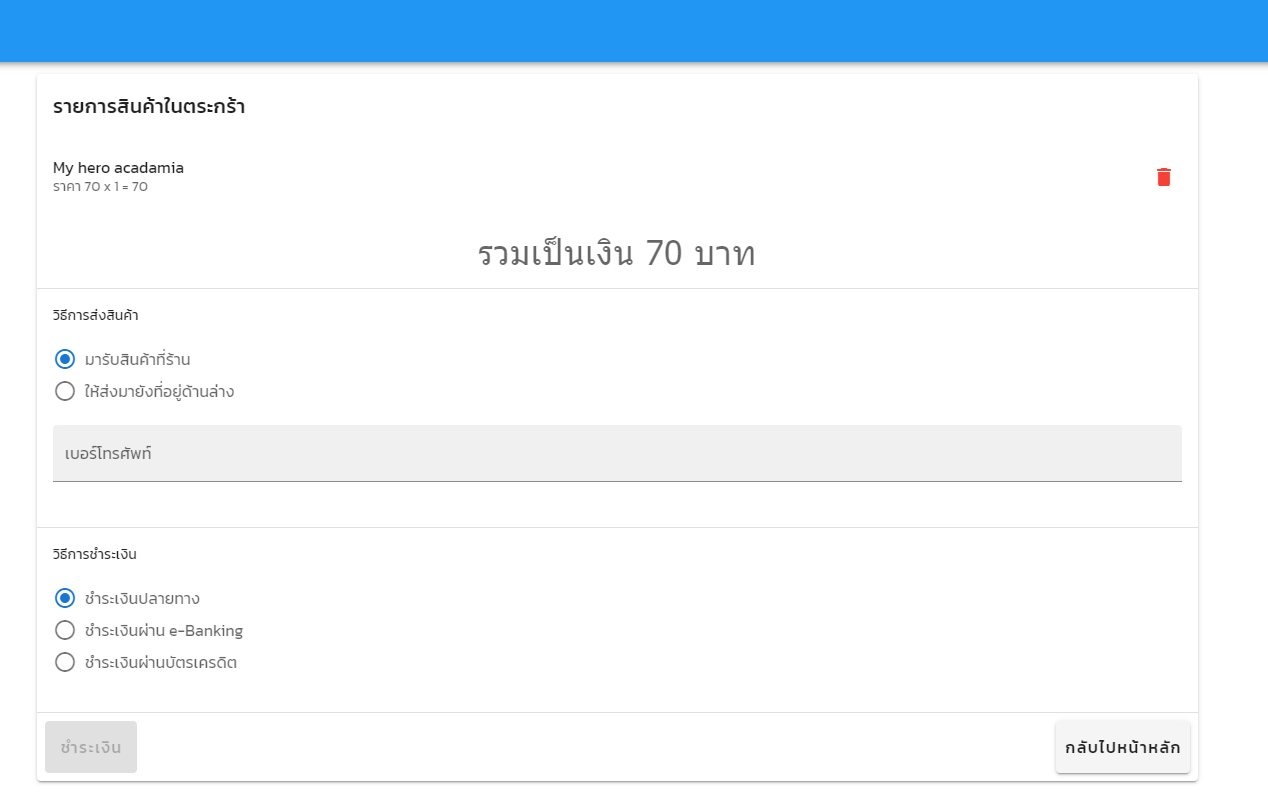 รายการสินค้าในตระกร้า
My hero acadamia
ราคา 70 x 1 = 70
รวมเป็นเงิน 70 บาท
วิธีการส่งสินค้า
มารับสินค้าที่ร้าน
ให้ส่งมายังที่อยู่ด้านล่าง
เบอร์โทรศัพท์
วิธีการชำระเงิน
ชำระเงินปลายทาง
ชำระเงินผ่าน e-Banking
ชำระเงินผ่านบัตรเครดิต
ชำระเงิน
กลับไปหน้าหลัก